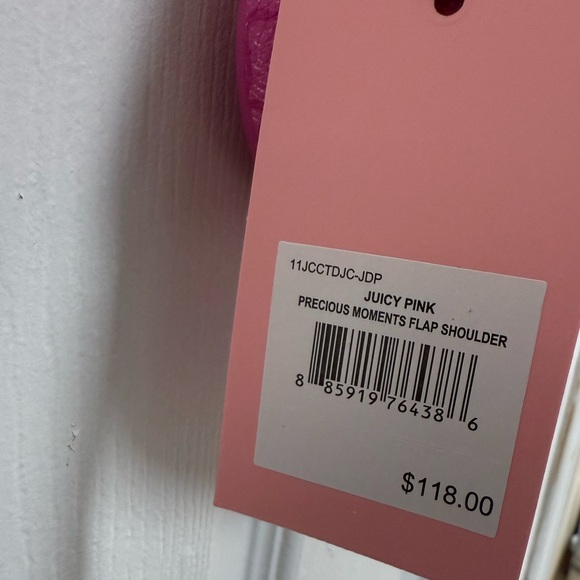 11JCCTDJC-JDP
JUICY PINK
PRECIOUS MOMENTS FLAP SHOULDER
8 85919 76438 6
$118.00